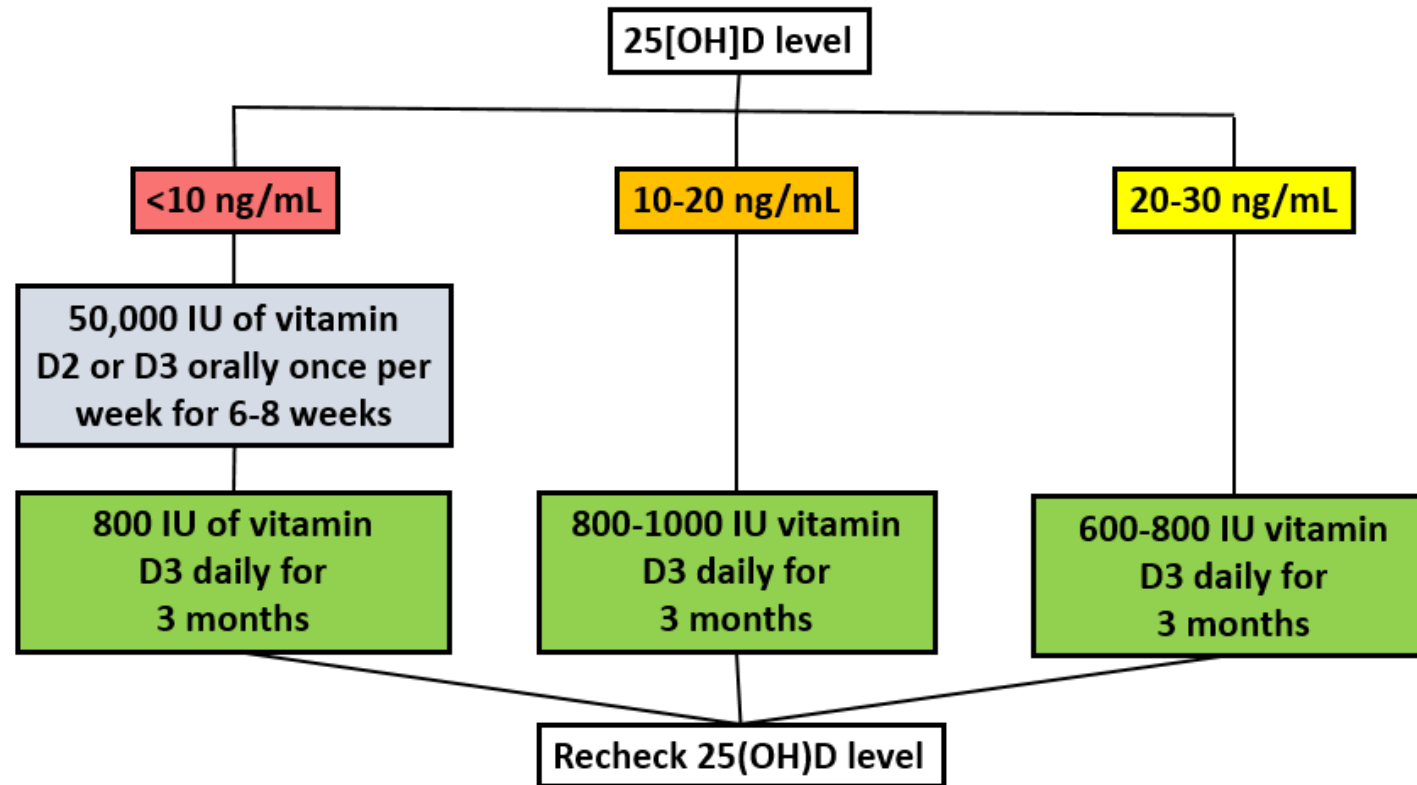 25[OH]D level
<10 ng/mL
10-20 ng/mL
20-30 ng/mL
50,000 IU of vitamin
D2 or D3 orally once per
week for 6-8 weeks
800 IU of vitamin
D3 daily for
3 months
800-1000 IU vitamin
D3 daily for
3 months
600-800 IU vitamin
D3 daily for
3 months
Recheck 25(OH)D level